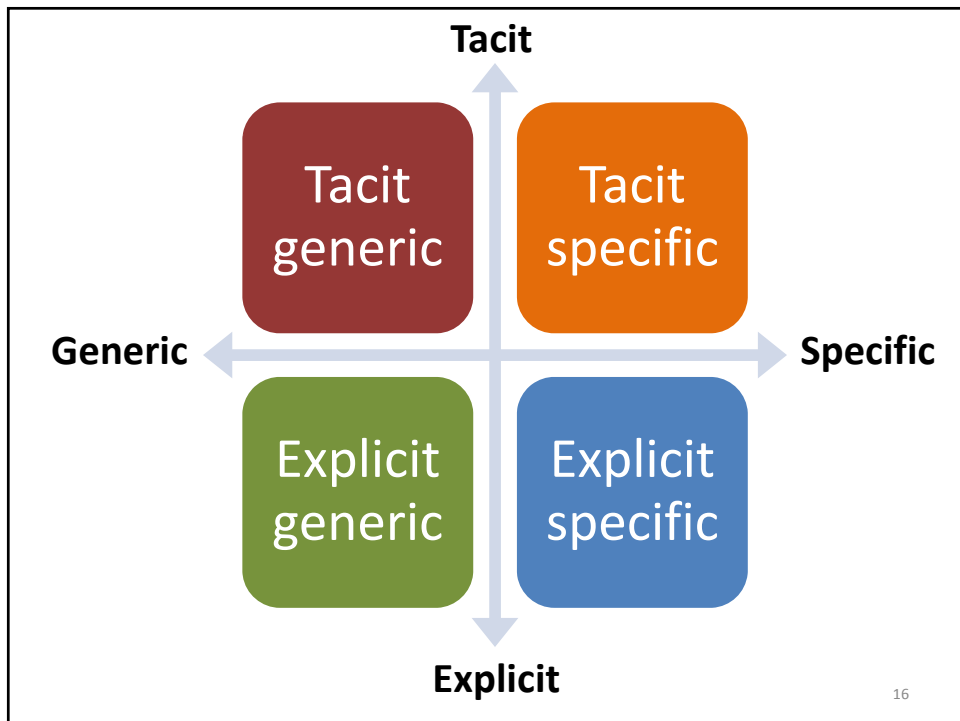 Tacit
Tacit
generic
Tacit
specific
Generic
Specific
Explicit
generic
Explicit
specific
Explicit
16